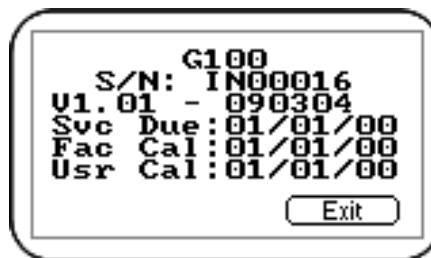 G100
S/N: IN00016
V1.01 - 090304
Svc Due:01/01/00
Fac Cal:01/01/00
Usr Cal:01/01/00
Exit